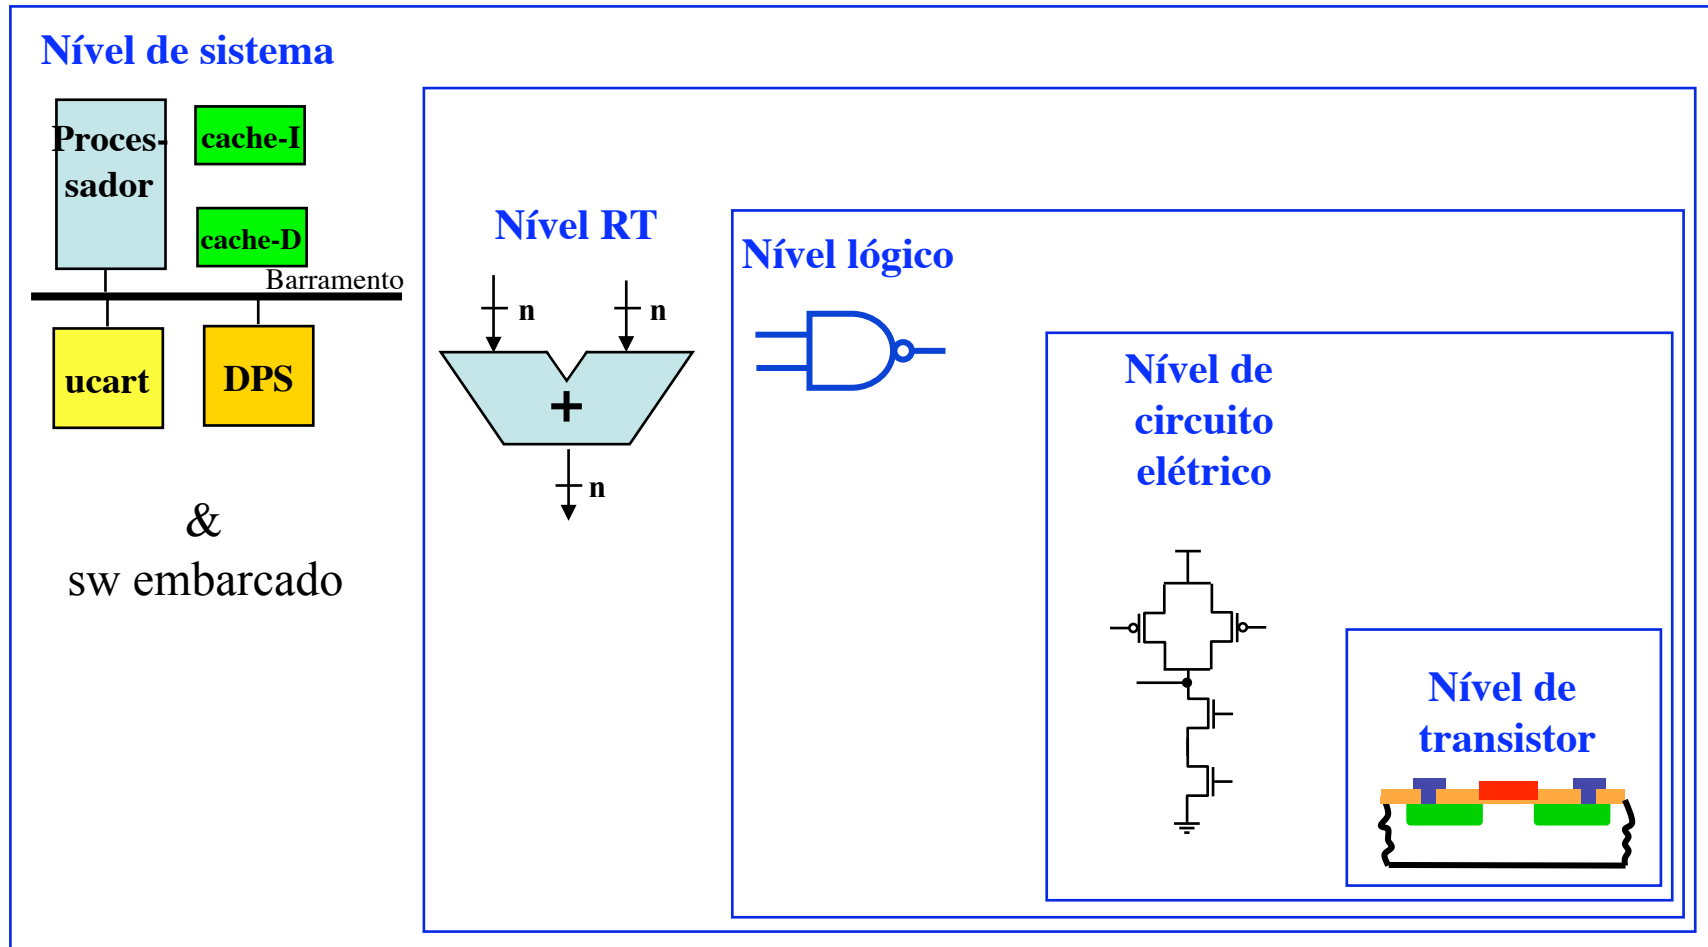 Nível de sistema
Proces-
sador
cache-I
cache-D
Barramento
ucart
DPS
&
sw embarcado
Nível RT
n
n
+
n
Nível lógico
Nível de
circuito
elétrico
Nível de
transistor